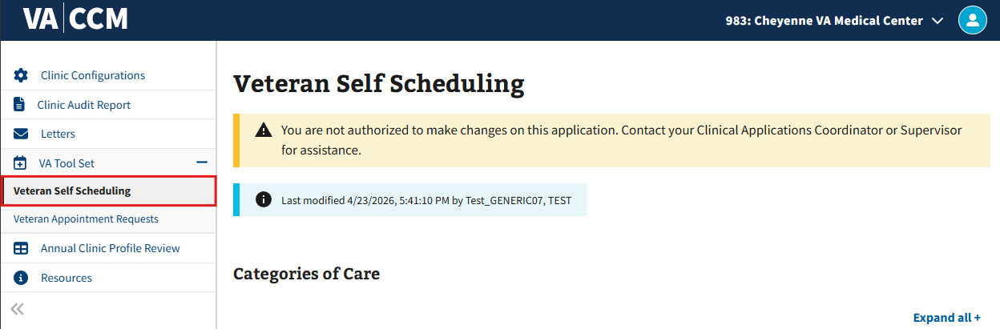 VA CCM
983: Cheyenne VA Medical Center
Clinic Configurations
Clinic Audit Report
Letters
VA Tool Set
Veteran Self Scheduling
Veteran Appointment Requests
Annual Clinic Profile Review
Resources
Veteran Self Scheduling
You are not authorized to make changes on this application. Contact your Clinical Applications Coordinator or Supervisor
for assistance.
Last modified 4/23/2026, 5:41:10 PM by Test_GENERIC07, TEST
Categories of Care
Expand all +